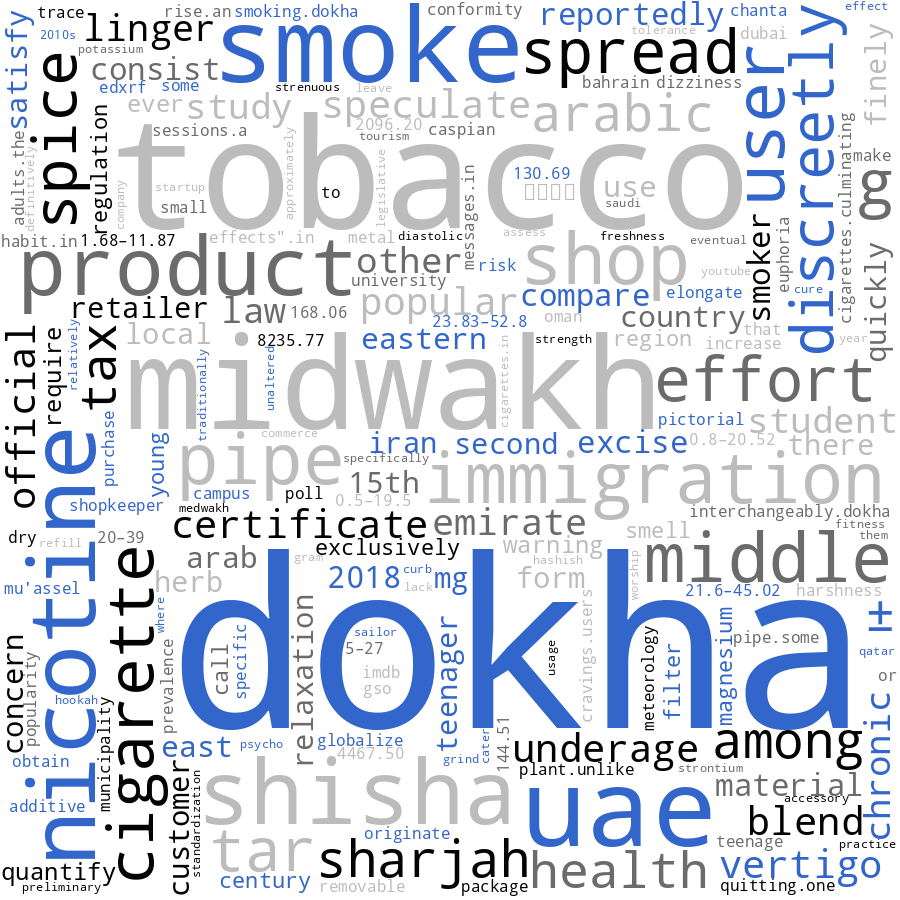 trace
rise.an
smoking.dokha
conformity
reportedly
chanta
effect
2010s
linger
smoke
spread
tolerance
dubai
discreetly
satisfy
potassium
consist
edxrf
some
strenuous
leave
bahrain
dizziness
user
finely
spice
ever
study
speculate
arabic
2096.20
caspian
sessions.a
tourism
tobacco
adults.the
definitively
regulation
company
startup
approximately
legislative
small
to
130.69
use
saudi
make
g
habit.in
1.68–11.87
effects".in
metal
diastolic
messages.in
assess
freshness
eventual
smoker
euphoria
cigarettes.culminating
product
other
university
risk
shop
youtube
elongate
cure
quickly
retailer
law
168.06
popular
compare
country
23.83–52.8
oman
region
that
increase
year
official
require
relatively
tax
local
8235.77
eastern
strength
cigarettes.in
traditionally
unaltered
midwakh
effort
purchase
young
commerce
iran
second
excise
pictorial
student
0.8–20.52
there
pipe
specifically
15th
immigration
campus
poll
0.5–19.5
shopkeeper
medwakh
certificate
emirate
interchangeably.dokha
fitness
them
dry
refill
20–39
nicotine
cigarette
arab
exclusively
gram
warning
hashish
smell
middle
mu'assel
herb
2018
curb
lack
mg
form
worship
21.6–45.02
harshness
where
dokha
l+
concern
popularity
hookah
municipality
prevalence
call
specific
relaxation
sailor
5–27
imdb
gso
teenager
usage
cravings.users
meteorology
filter
magnesium
pipe.some
qatar
or
chronic
obtain
east
psycho
globalize
4467.50
grind
cater
144.51
underage
among
plant.unlike
strontium
additive
customer
standardization
shisha
uae
material
accessory
blend
originate
teenage
practice
quantify
tar
sharjah
health
vertigo
preliminary
century
removable
package
quitting.one